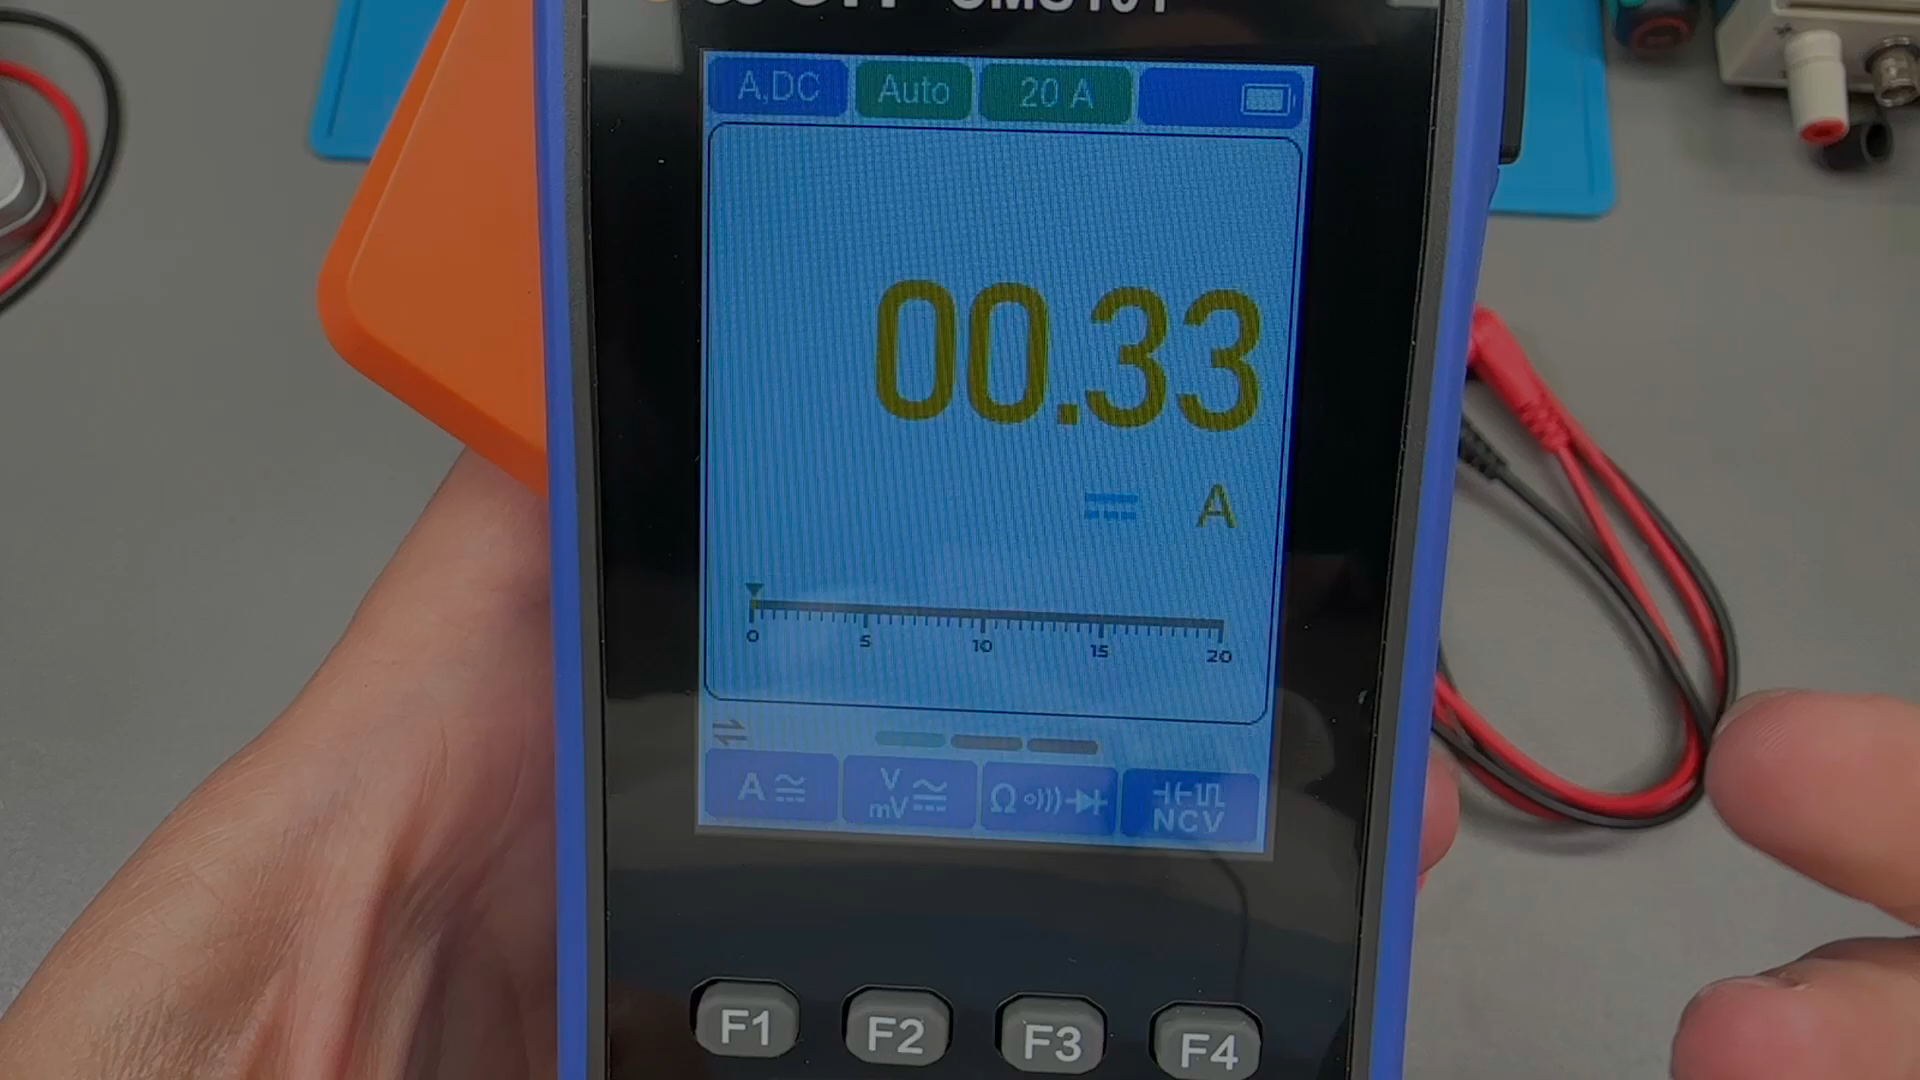 A,DC Auto 20 A
00.33
A
0 5 10 15 20
A V mV Ω NCV
F1 F2 F3 F4